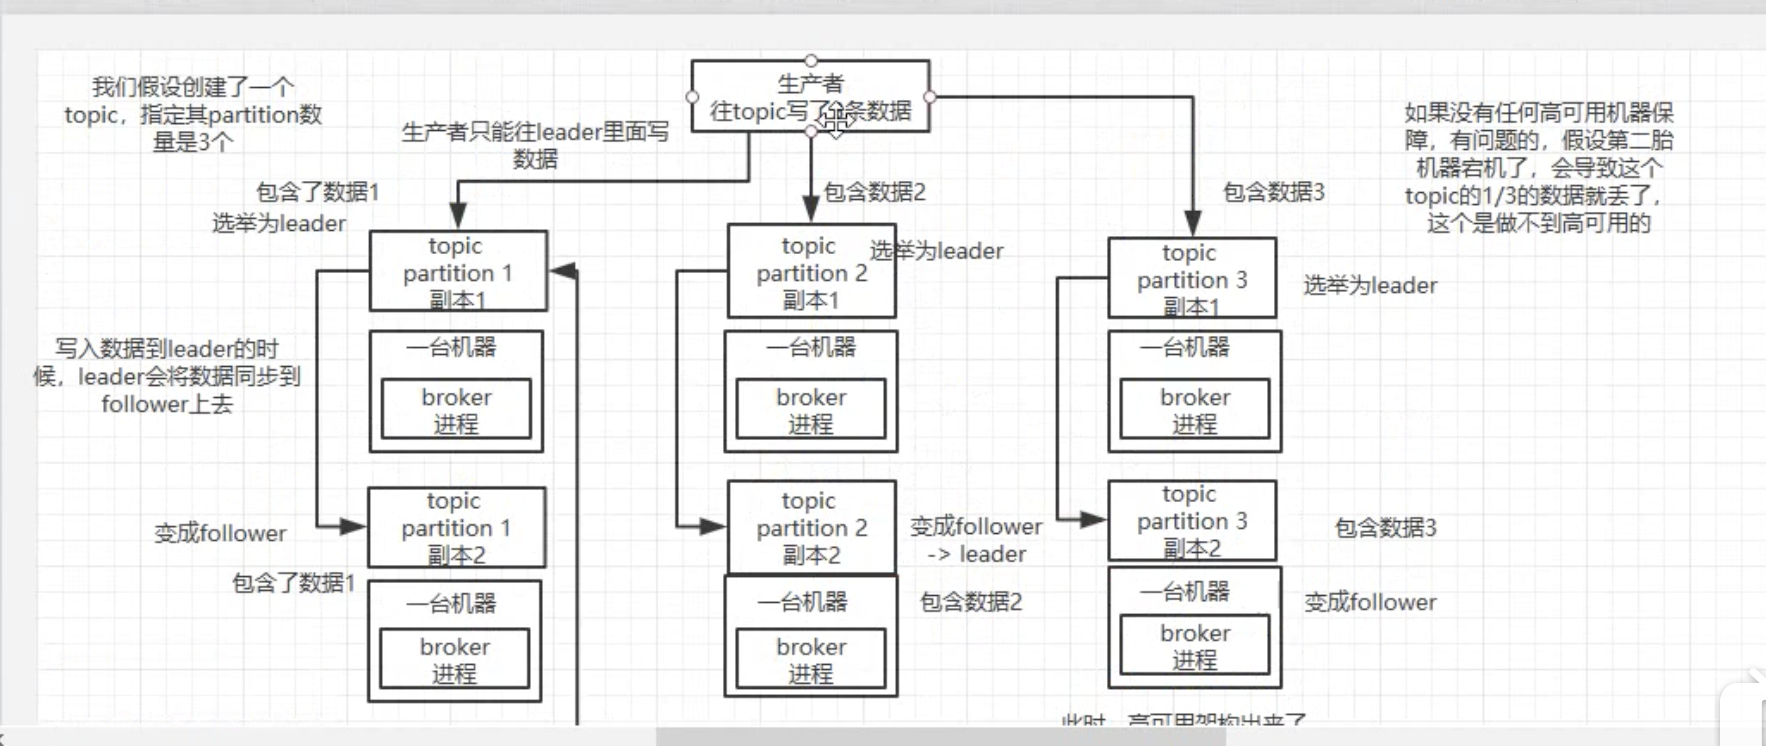 我们假设创建了一个
topic，指定其partition数
量是3个
生产者
往topic写了 条数据
生产者只能往leader里面写
数据
如果没有任何高可用机器保
障，有问题的，假设第二胎
机器宕机了，会导致这个
topic的1/3的数据就丢了，
这个是做不到高可用的
包含了数据1
选举为leader
包含数据2
包含数据3
topic
partition 1
副本1
topic
partition 2
副本1
选举为leader
topic
partition 3
副本1
选举为leader
写入数据到leader的时
候，leader会将数据同步到
follower上去
一台机器
broker
进程
一台机器
broker
进程
一台机器
broker
进程
变成follower
topic
partition 1
副本2
包含了数据1
topic
partition 2
副本2
变成follower
-> leader
包含数据2
topic
partition 3
副本2
包含数据3
变成follower
一台机器
broker
进程
一台机器
broker
进程
一台机器
broker
进程
此时，高可用架构出来了